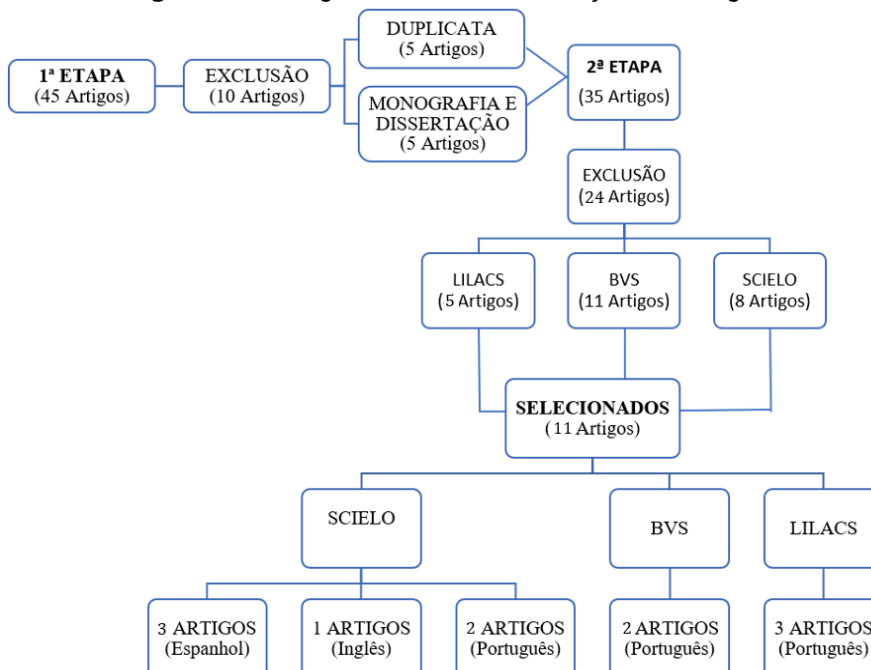 1ª ETAPA
(45 Artigos)
EXCLUSÃO
(10 Artigos)
DUPLICATA
(5 Artigos)
MONOGRAFIA E
DISSERTAÇÃO
(5 Artigos)
2ª ETAPA
(35 Artigos)
EXCLUSÃO
(24 Artigos)
LILACS
(5 Artigos)
BVS
(11 Artigos)
SCIELO
(8 Artigos)
SELECIONADOS
(11 Artigos)
SCIELO
BVS
LILACS
3 ARTIGOS
(Espanhol)
1 ARTIGOS
(Inglês)
2 ARTIGOS
(Português)
2 ARTIGOS
(Português)
3 ARTIGOS
(Português)